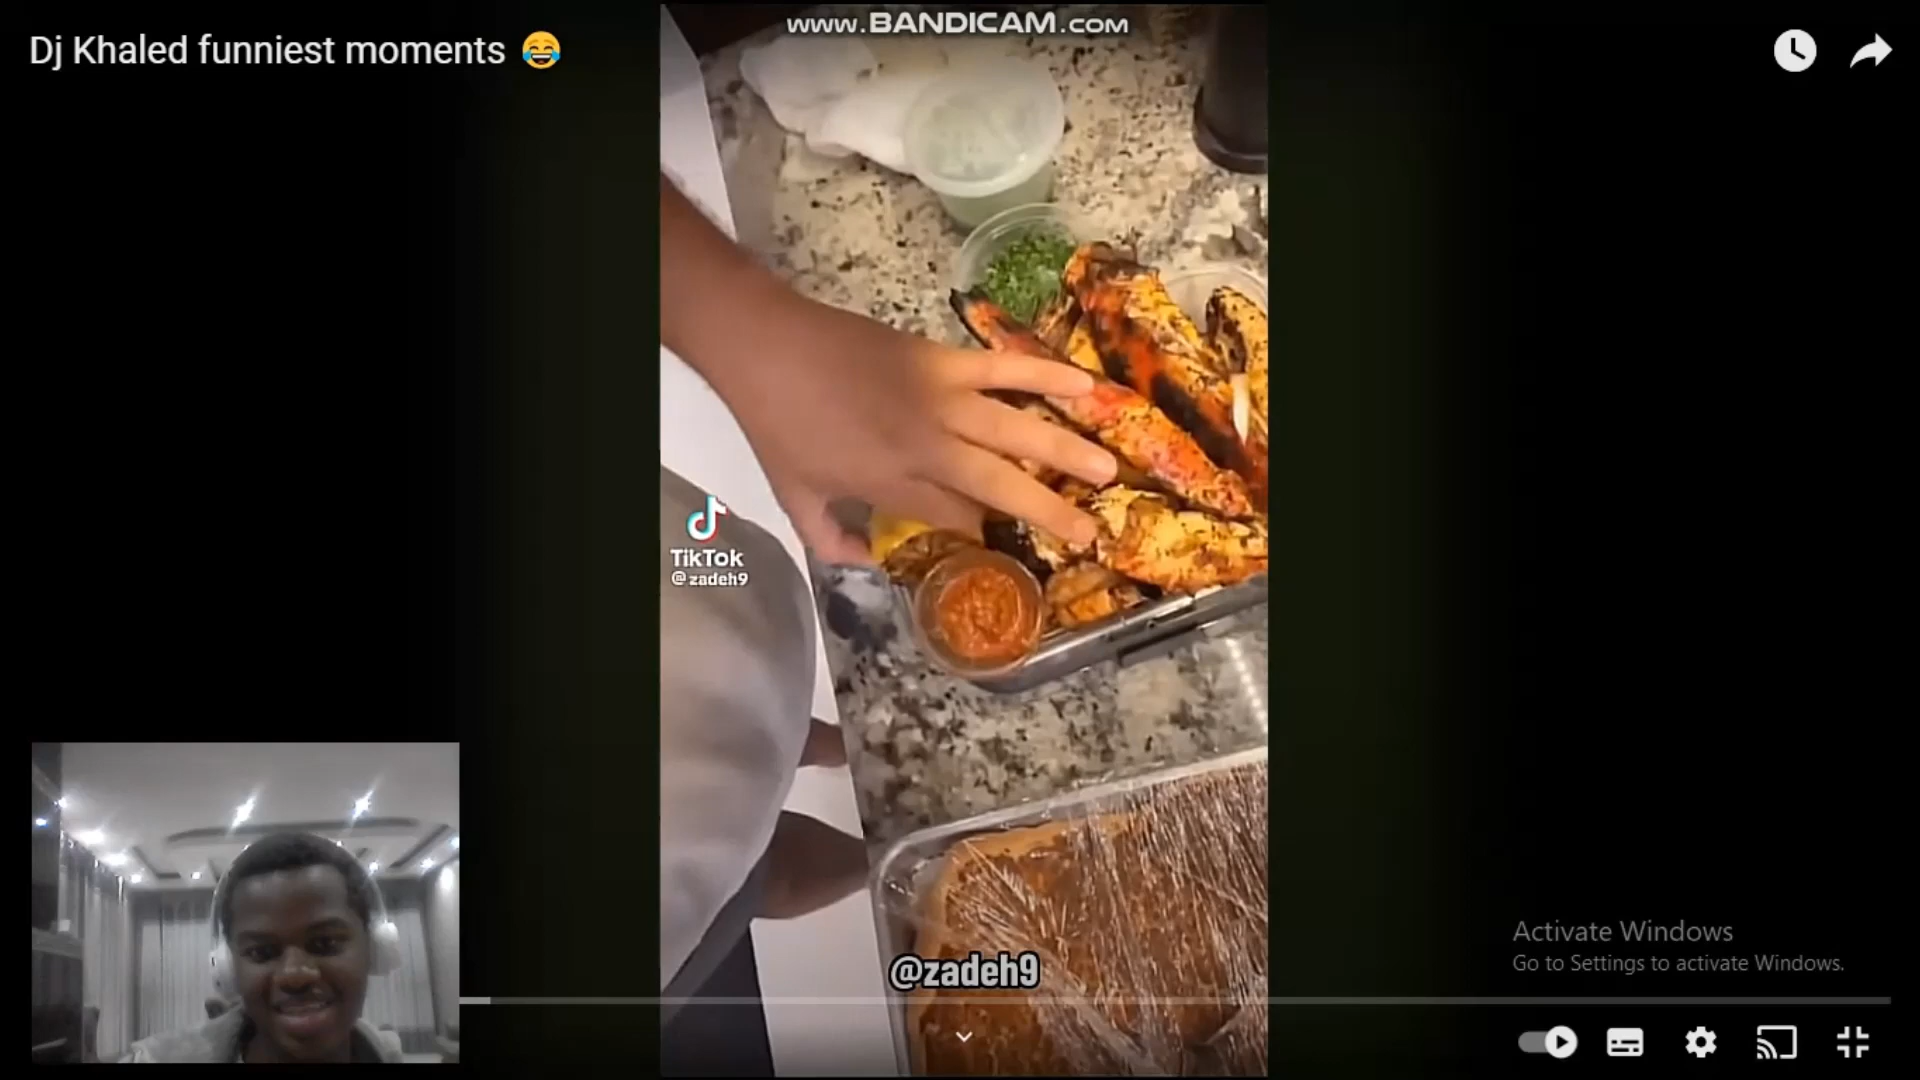 www.BANDICAM.com
Dj Khaled funniest moments 😂
TikTok
@zadeh9
@zadeh9
Activate Windows
Go to Settings to activate Windows.